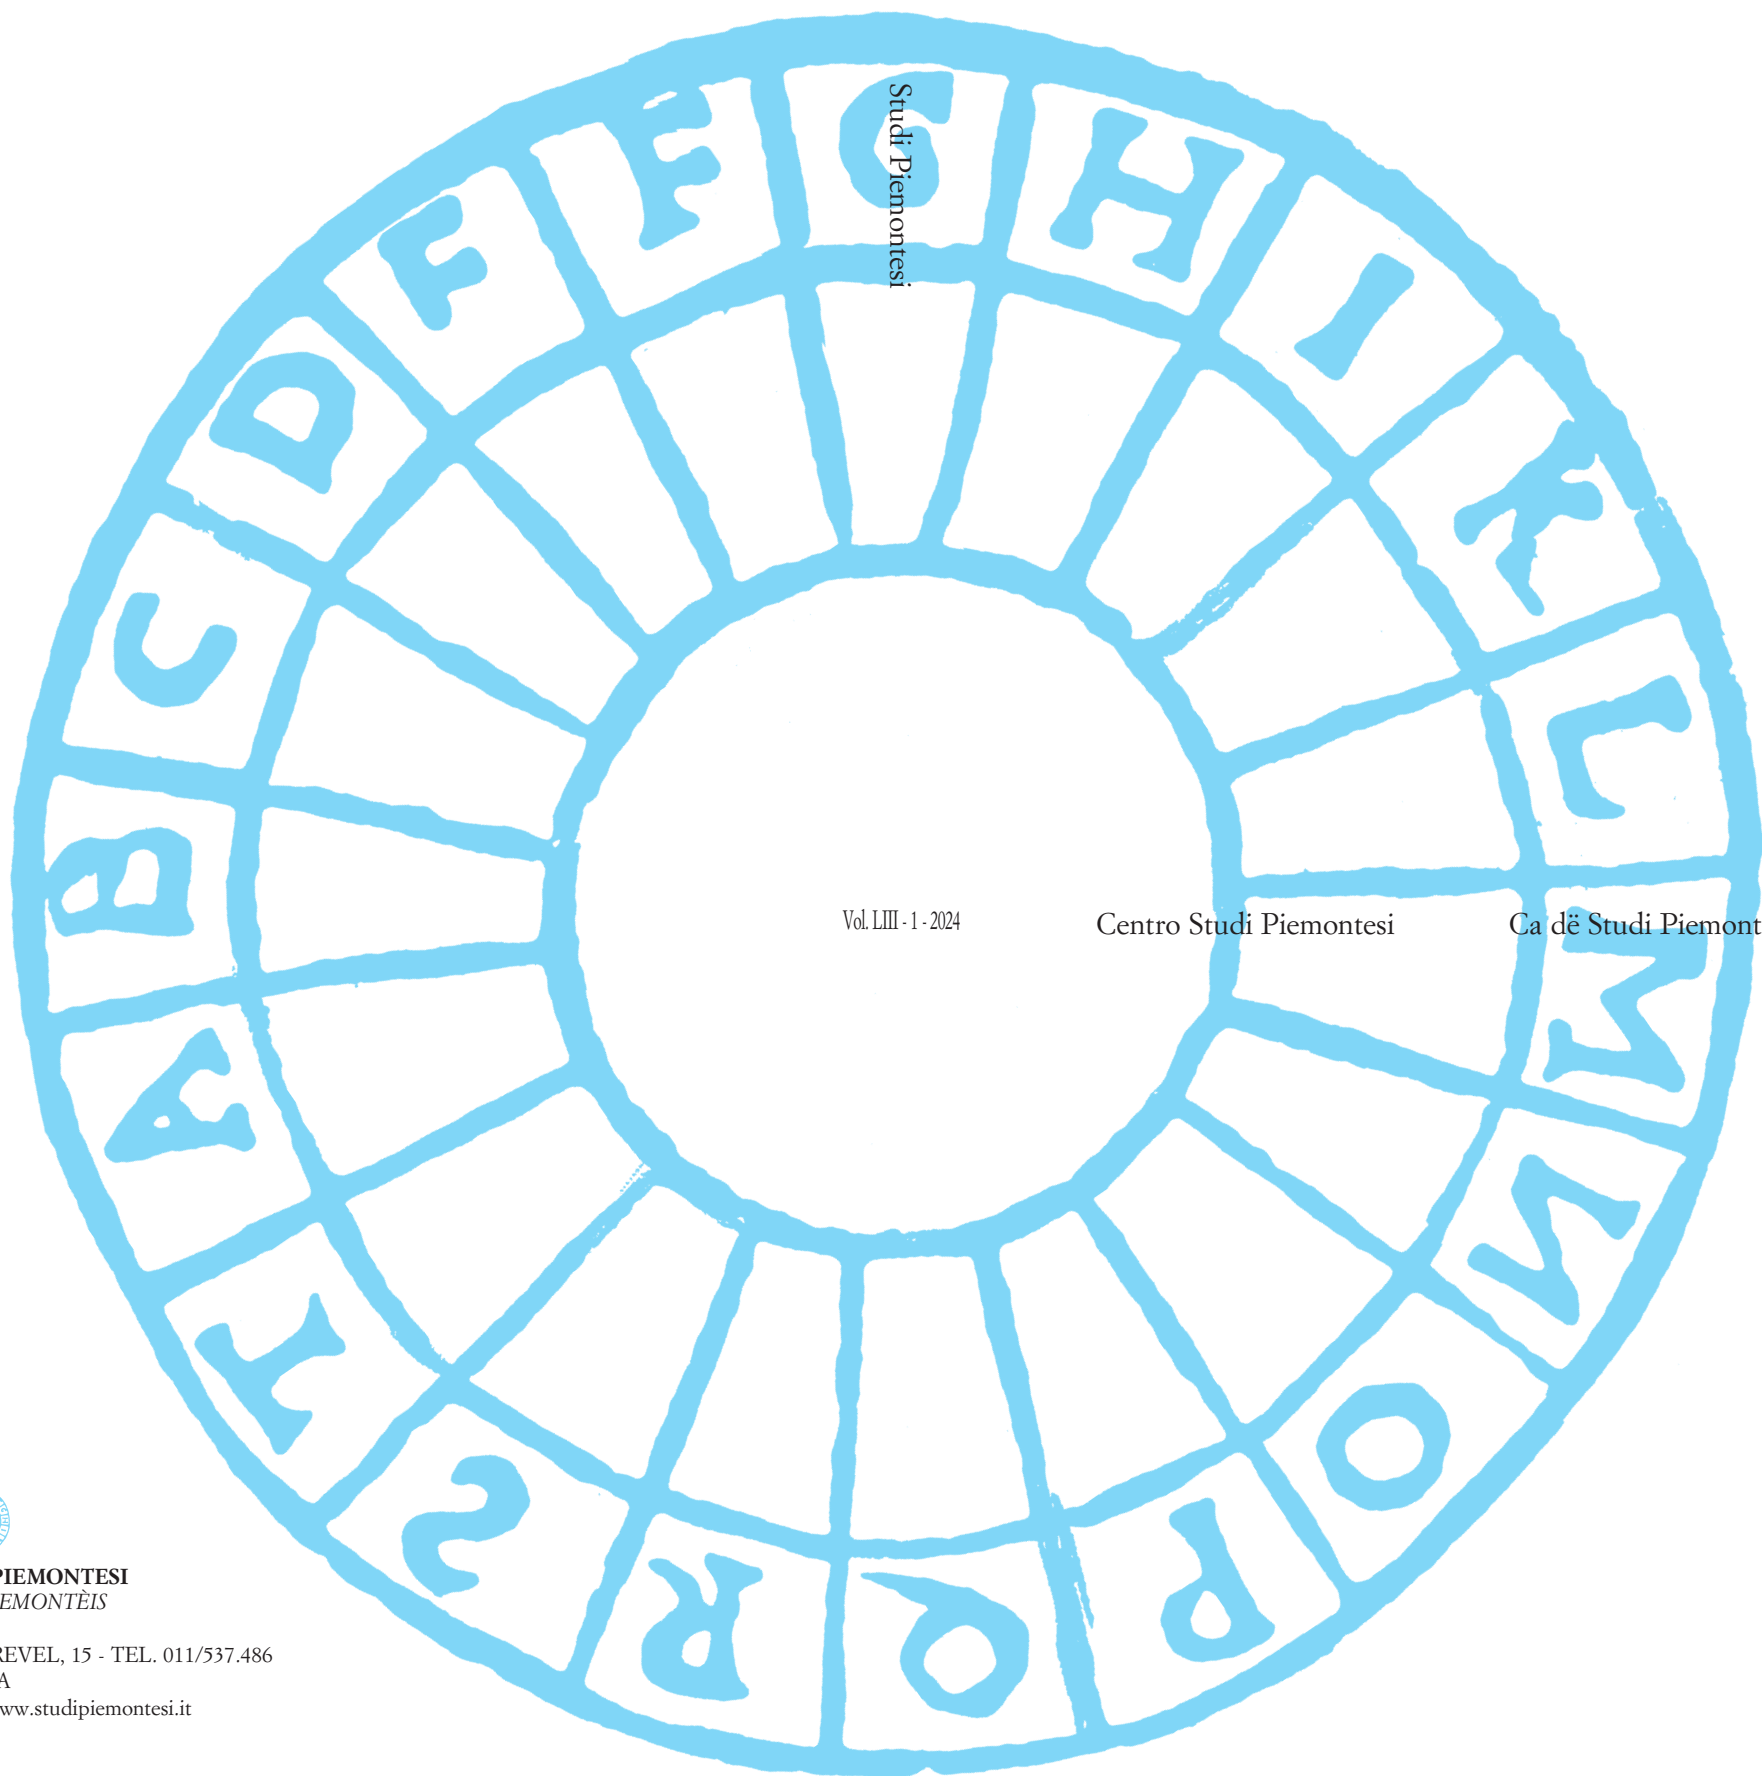 A B C D F E G H I K L M N O P Q R S T
Studi Piemontesi
Vol. LIII - 1 - 2024
Centro Studi Piemontesi
Ca dë Studi Piemont
PIEMONTESI
EMONTÈIS
REVEL, 15 - TEL. 011/537.486
A
ww.studipiemontesi.it